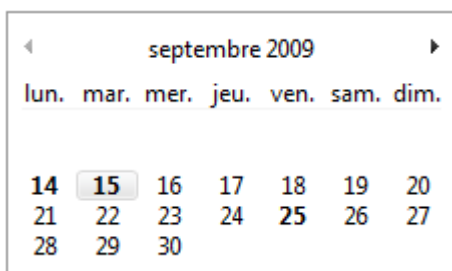 septembre 2009
lun. mar. mer. jeu. ven. sam. dim.
14 15 16 17 18 19 20
21 22 23 24 25 26 27
28 29 30